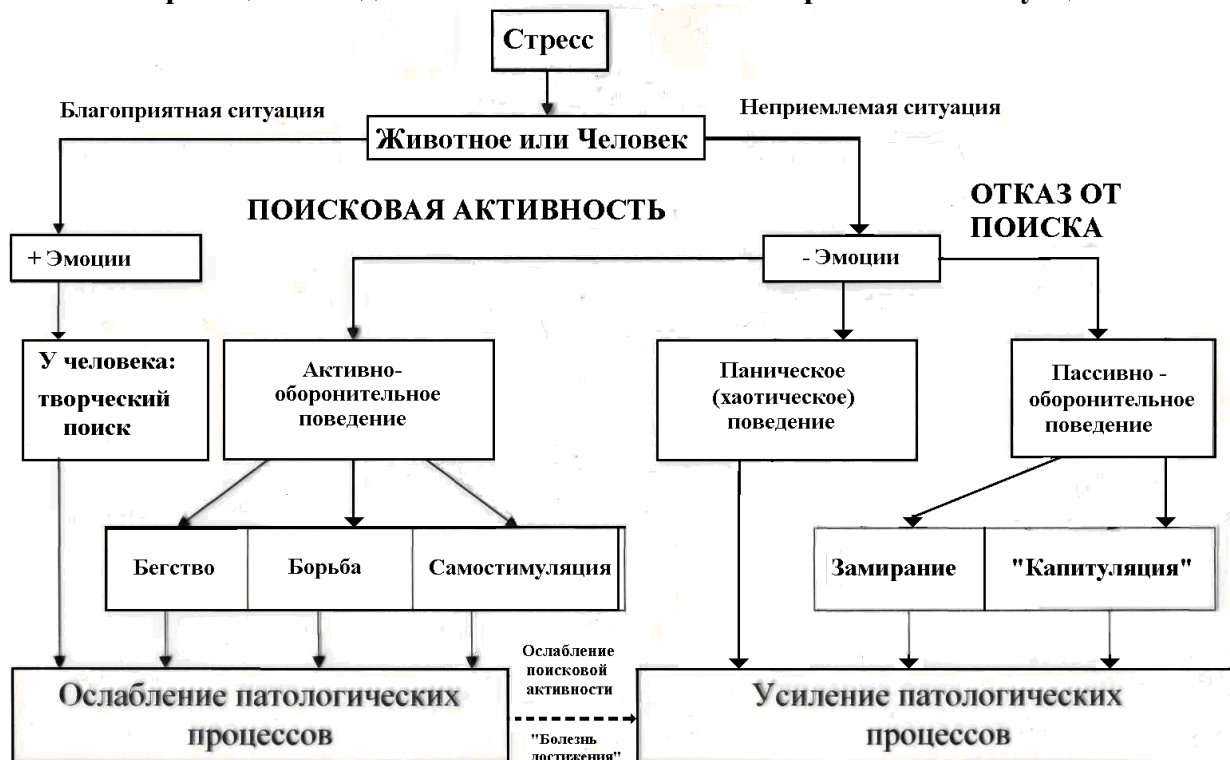 Стресс
Благоприятная ситуация
Неприемлемая ситуация
Животное или Человек
ПОИСКОВАЯ АКТИВНОСТЬ
ОТКАЗ ОТ
ПОИСКА
+ Эмоции
- Эмоции
У человека:
творческий
поиск
Активно-
оборонительное
поведение
Паническое
(хаотическое)
поведение
Пассивно -
оборонительное
поведение
Бегство
Борьба
Самостимуляция
Замирание
"Капитуляция"
Ослабление патологических
процессов
Ослабление
поисковой
активности
"Болезнь
достижения"
Усиление патологических
процессов